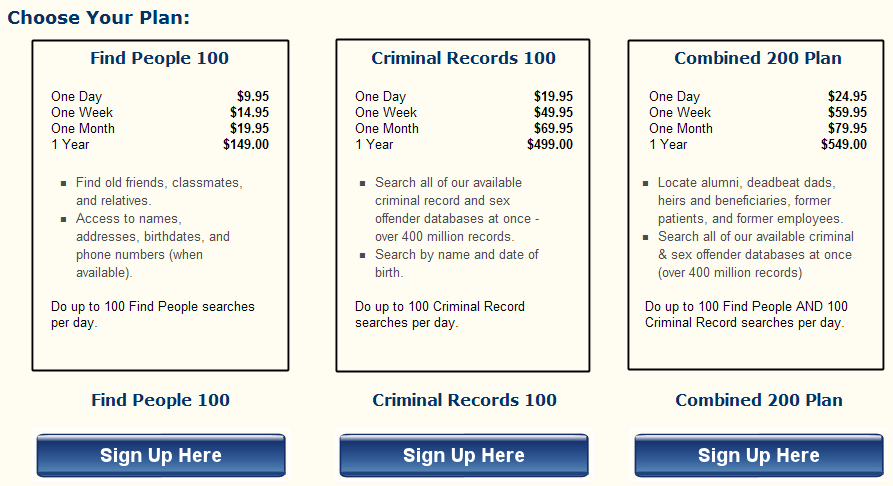 Choose Your Plan:
Find People 100
One Day $9.95
One Week $14.95
One Month $19.95
1 Year $149.00
Find old friends, classmates,
and relatives.
Access to names,
addresses, birthdates, and
phone numbers (when
available).
Do up to 100 Find People searches
per day.
Criminal Records 100
One Day $19.95
One Week $49.95
One Month $69.95
1 Year $499.00
Search all of our available
criminal record and sex
offender databases at once -
over 400 million records.
Search by name and date of
birth.
Do up to 100 Criminal Record
searches per day.
Combined 200 Plan
One Day $24.95
One Week $59.95
One Month $79.95
1 Year $549.00
Locate alumni, deadbeat dads,
heirs and beneficiaries, former
patients, and former employees.
Search all of our available criminal
& sex offender databases at once
(over 400 million records)
Do up to 100 Find People AND 100
Criminal Record searches per day.
Find People 100
Sign Up Here
Criminal Records 100
Sign Up Here
Combined 200 Plan
Sign Up Here